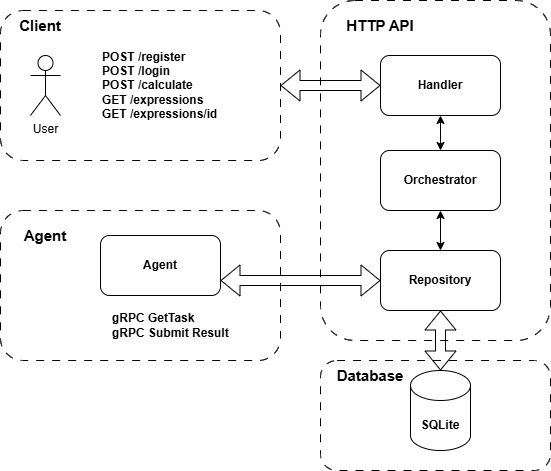 Client
POST /register
POST /login
POST /calculate
GET /expressions
GET /expressions/id
User
HTTP API
Handler
Orchestrator
Repository
Agent
Agent
gRPC GetTask
gRPC Submit Result
Database
SQLite